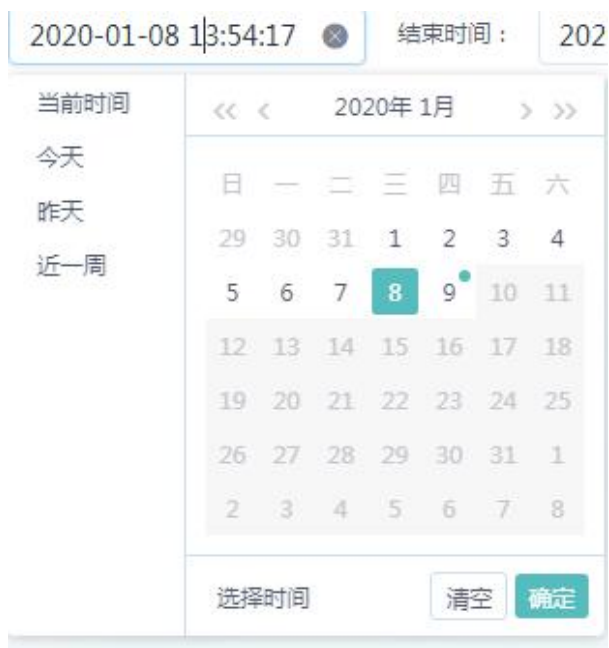 2020-01-08 13:54:17 结束时间： 202
当前时间
今天
昨天
近一周
<< < 2020年 1月 > >>
日 一 二 三 四 五 六
29 30 31 1 2 3 4
5 6 7 8 9 10 11
12 13 14 15 16 17 18
19 20 21 22 23 24 25
26 27 28 29 30 31 1
2 3 4 5 6 7 8
选择时间 清空 确定